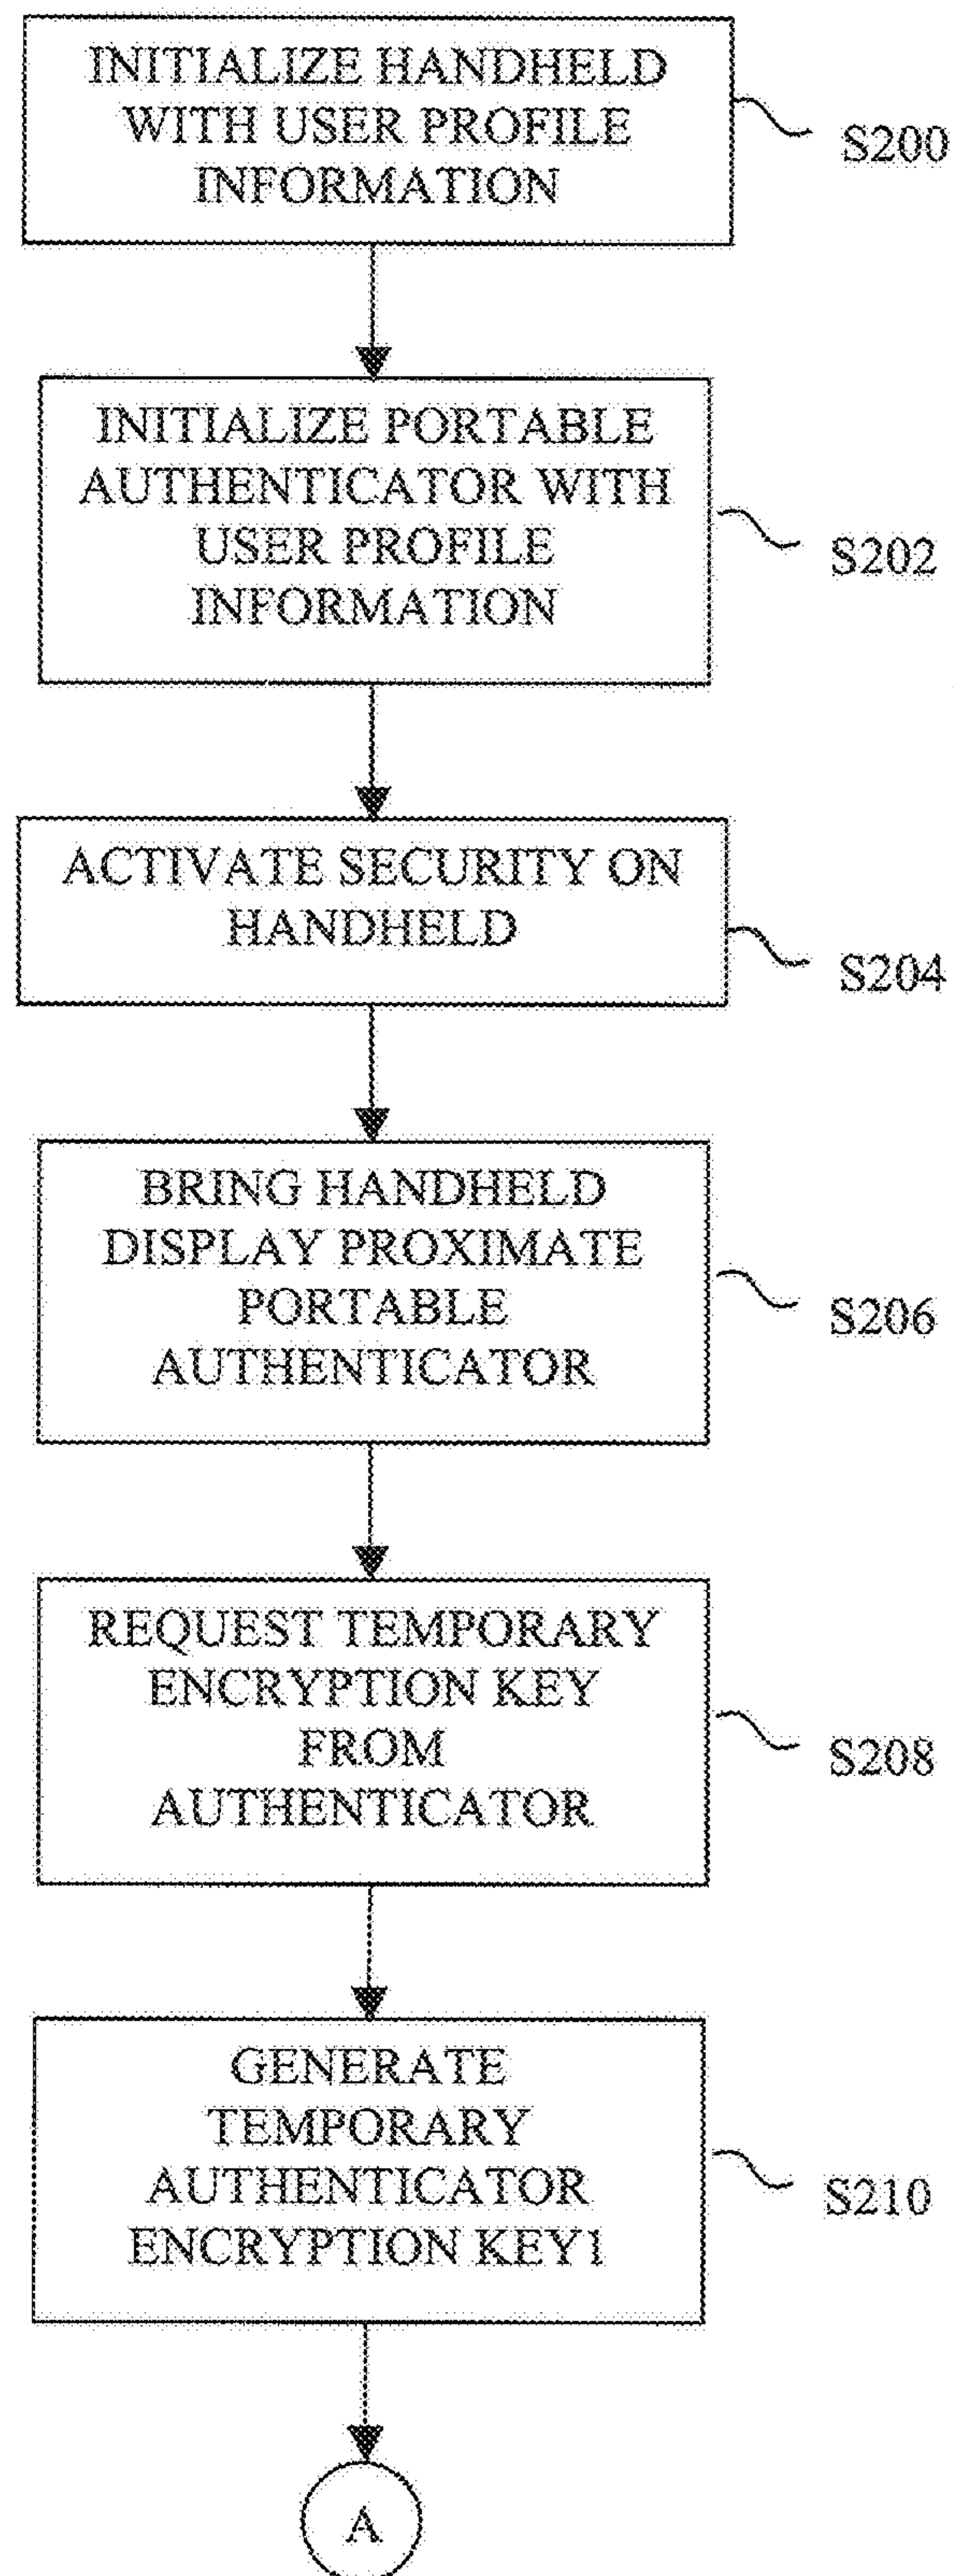 INITIALIZE HANDHELD
WITH USER PROFILE
INFORMATION
S200
INITIALIZE PORTABLE
AUTHENTICATOR WITH
USER PROFILE
INFORMATION
S202
ACTIVATE SECURITY ON
HANDHELD
S204
BRING HANDHELD
DISPLAY PROXIMATE
PORTABLE
AUTHENTICATOR
S206
REQUEST TEMPORARY
ENCRYPTION KEY
FROM
AUTHENTICATOR
S208
GENERATE
TEMPORARY
AUTHENTICATOR
ENCRYPTION KEY1
S210
A